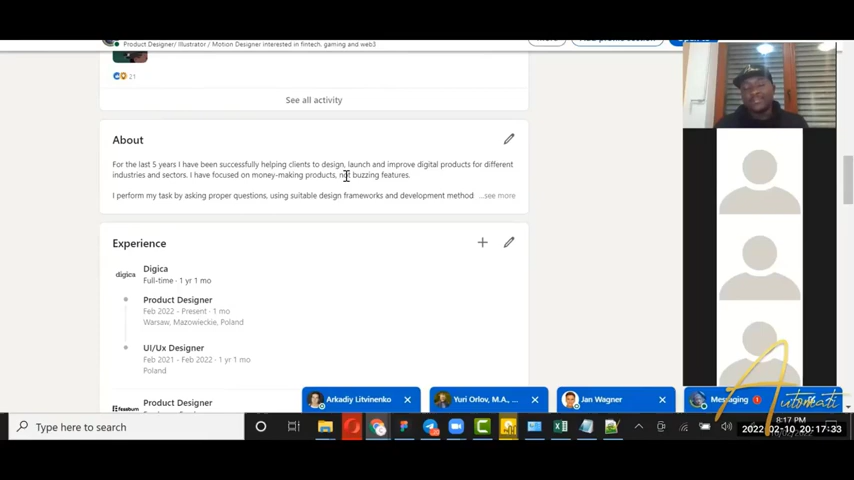 Product Designer/ Illustrator / Motion Designer interested in fintech, gaming and web3
21
See all activity
About
For the last 5 years I have been successfully helping clients to design, launch and improve digital products for different
industries and sectors. I have focused on money-making products, not buzzing features.
I perform my task by asking proper questions, using suitable design frameworks and development method ...see more
Experience
digica
Digica
Full-time · 1 yr 1 mo
Product Designer
Feb 2022 - Present · 1 mo
Warsaw, Mazowieckie, Poland
UI/Ux Designer
Feb 2021 - Feb 2022 · 1 yr 1 mo
Poland
Product Designer
Arkadiy Litvinenko
Yuri Orlov, M.A., ...
Jan Wagner
Messaging
Automati
Type here to search
8:17 PM
2022-02-10 20:17:33